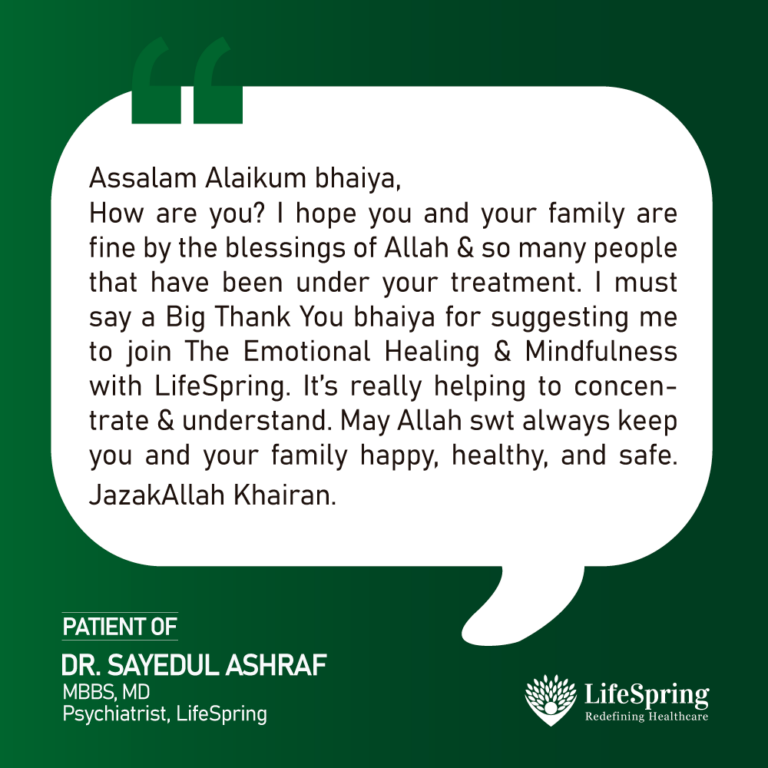 Assalam Alaikum bhaiya,
How are you? I hope you and your family are
fine by the blessings of Allah & so many people
that have been under your treatment. I must
say a Big Thank You bhaiya for suggesting me
to join The Emotional Healing & Mindfulness
with LifeSpring. It’s really helping to concen-
trate & understand. May Allah swt always keep
you and your family happy, healthy, and safe.
JazakAllah Khairan.
PATIENT OF
DR. SAYEDUL ASHRAF
MBBS, MD
Psychiatrist, LifeSpring
LifeSpring
Redefining Healthcare